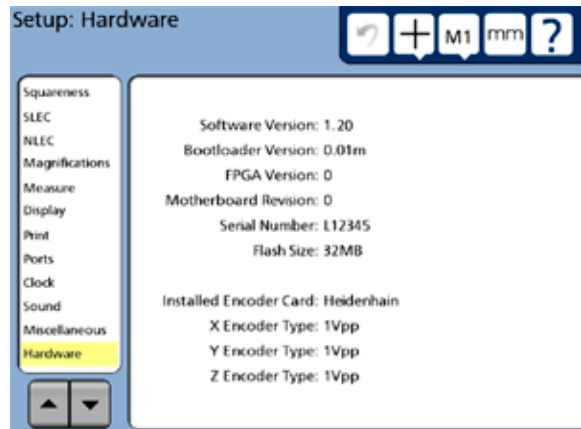 Setup: Hardware
M1 mm ?
Squareness
SLEC
NLEC
Magnifications
Measure
Display
Print
Ports
Clock
Sound
Miscellaneous
Hardware
Software Version: 1.20
Bootloader Version: 0.01m
FPGA Version: 0
Motherboard Revision: 0
Serial Number: L12345
Flash Size: 32MB
Installed Encoder Card: Heidenhain
X Encoder Type: 1Vpp
Y Encoder Type: 1Vpp
Z Encoder Type: 1Vpp